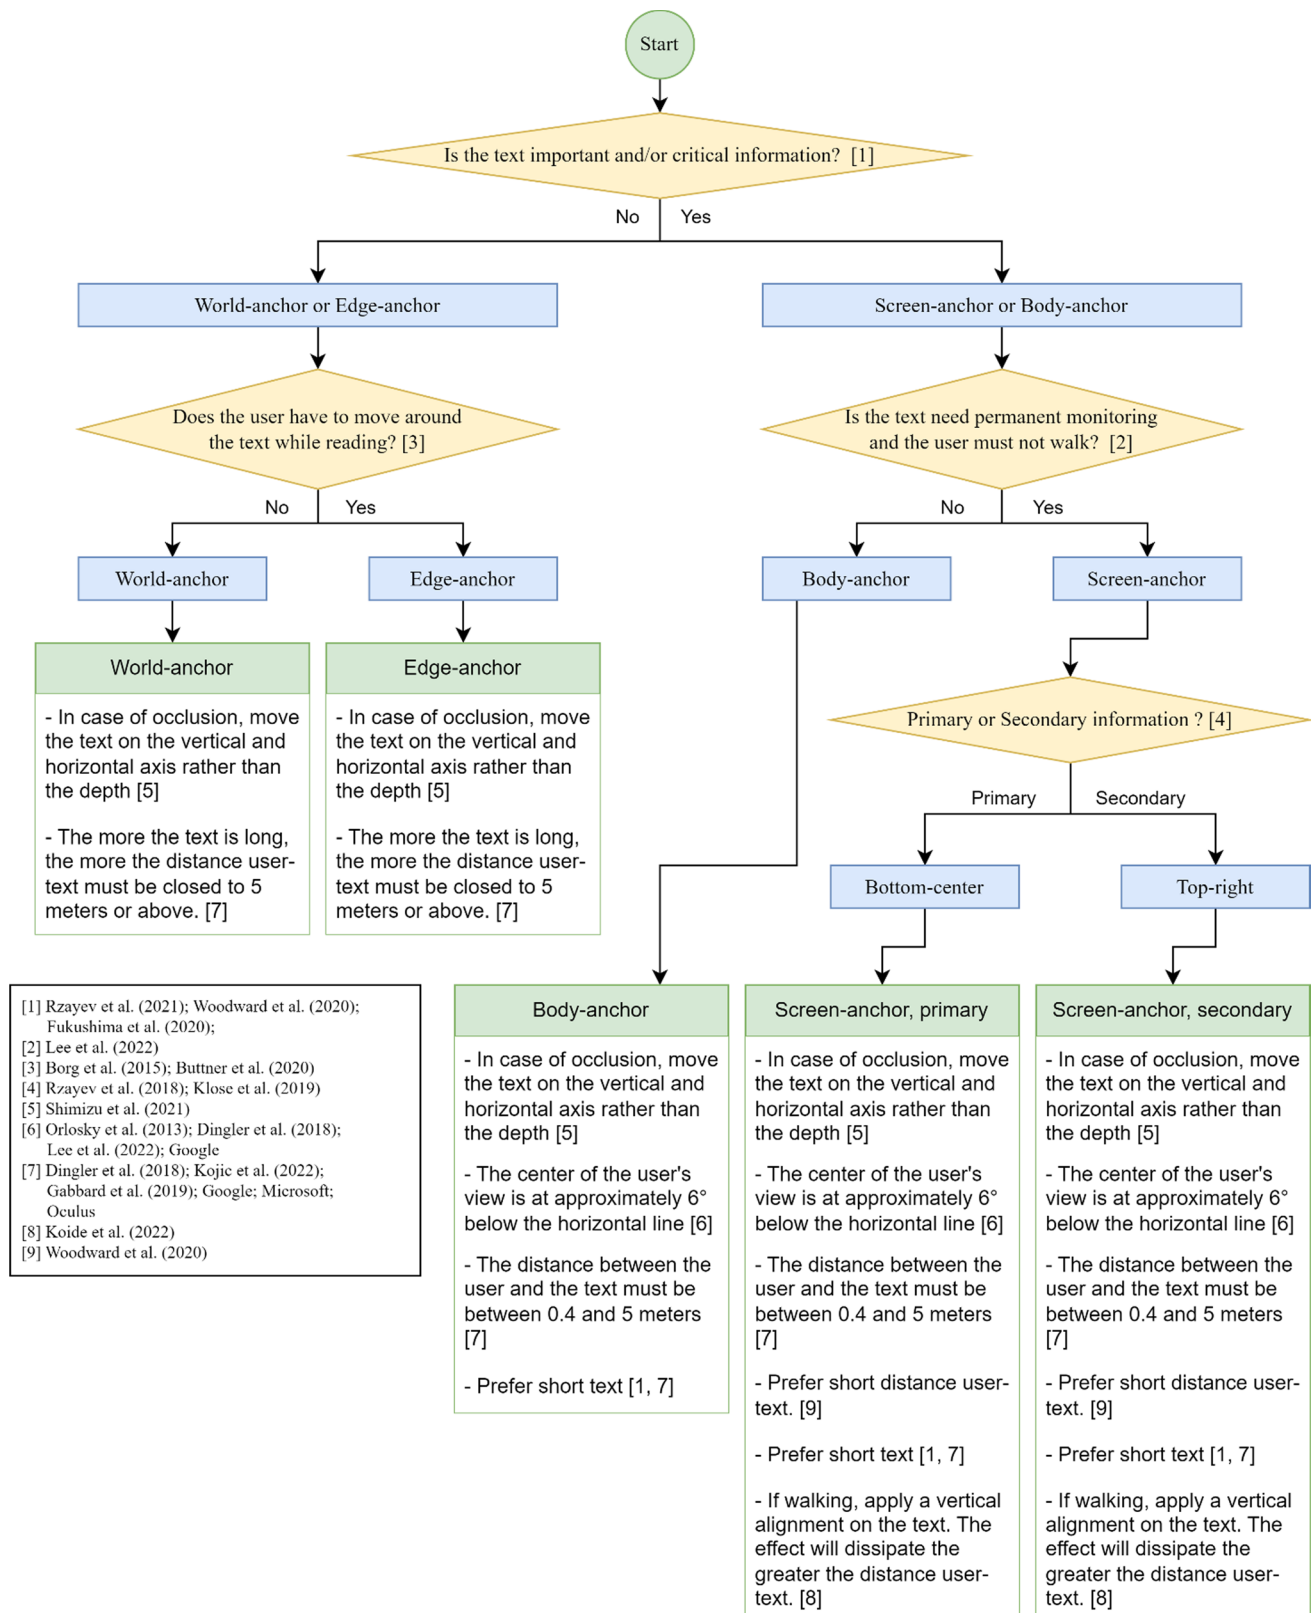 Start
Is the text important and/or critical information?  [1]
No
Yes
World-anchor or Edge-anchor
Screen-anchor or Body-anchor
Does the user have to move around
the text while reading? [3]
Is the text need permanent monitoring
and the user must not walk?  [2]
No
Yes
No
Yes
World-anchor
Edge-anchor
Body-anchor
Screen-anchor
World-anchor
- In case of occlusion, move
the text on the vertical and
horizontal axis rather than
the depth [5]
- The more the text is long,
the more the distance user-
text must be closed to 5
meters or above. [7]
Edge-anchor
- In case of occlusion, move
the text on the vertical and
horizontal axis rather than
the depth [5]
- The more the text is long,
the more the distance user-
text must be closed to 5
meters or above. [7]
Primary or Secondary information ? [4]
Primary
Secondary
Bottom-center
Top-right
[1] Rzayev et al. (2021); Woodward et al. (2020);
Fukushima et al. (2020);
[2] Lee et al. (2022)
[3] Borg et al. (2015); Buttner et al. (2020)
[4] Rzayev et al. (2018); Klose et al. (2019)
[5] Shimizu et al. (2021)
[6] Orlosky et al. (2013); Dingler et al. (2018);
Lee et al. (2022); Google
[7] Dingler et al. (2018); Kojic et al. (2022);
Gabbard et al. (2019); Google; Microsoft;
Oculus
[8] Koide et al. (2022)
[9] Woodward et al. (2020)
Body-anchor
- In case of occlusion, move
the text on the vertical and
horizontal axis rather than
the depth [5]
- The center of the user's
view is at approximately 6°
below the horizontal line [6]
- The distance between the
user and the text must be
between 0.4 and 5 meters
[7]
- Prefer short text [1, 7]
Screen-anchor, primary
- In case of occlusion, move
the text on the vertical and
horizontal axis rather than
the depth [5]
- The center of the user's
view is at approximately 6°
below the horizontal line [6]
- The distance between the
user and the text must be
between 0.4 and 5 meters
[7]
- Prefer short distance user-
text. [9]
- Prefer short text [1, 7]
- If walking, apply a vertical
alignment on the text. The
effect will dissipate the
greater the distance user-
text. [8]
Screen-anchor, secondary
- In case of occlusion, move
the text on the vertical and
horizontal axis rather than
the depth [5]
- The center of the user's
view is at approximately 6°
below the horizontal line [6]
- The distance between the
user and the text must be
between 0.4 and 5 meters
[7]
- Prefer short distance user-
text. [9]
- Prefer short text [1, 7]
- If walking, apply a vertical
alignment on the text. The
effect will dissipate the
greater the distance user-
text. [8]